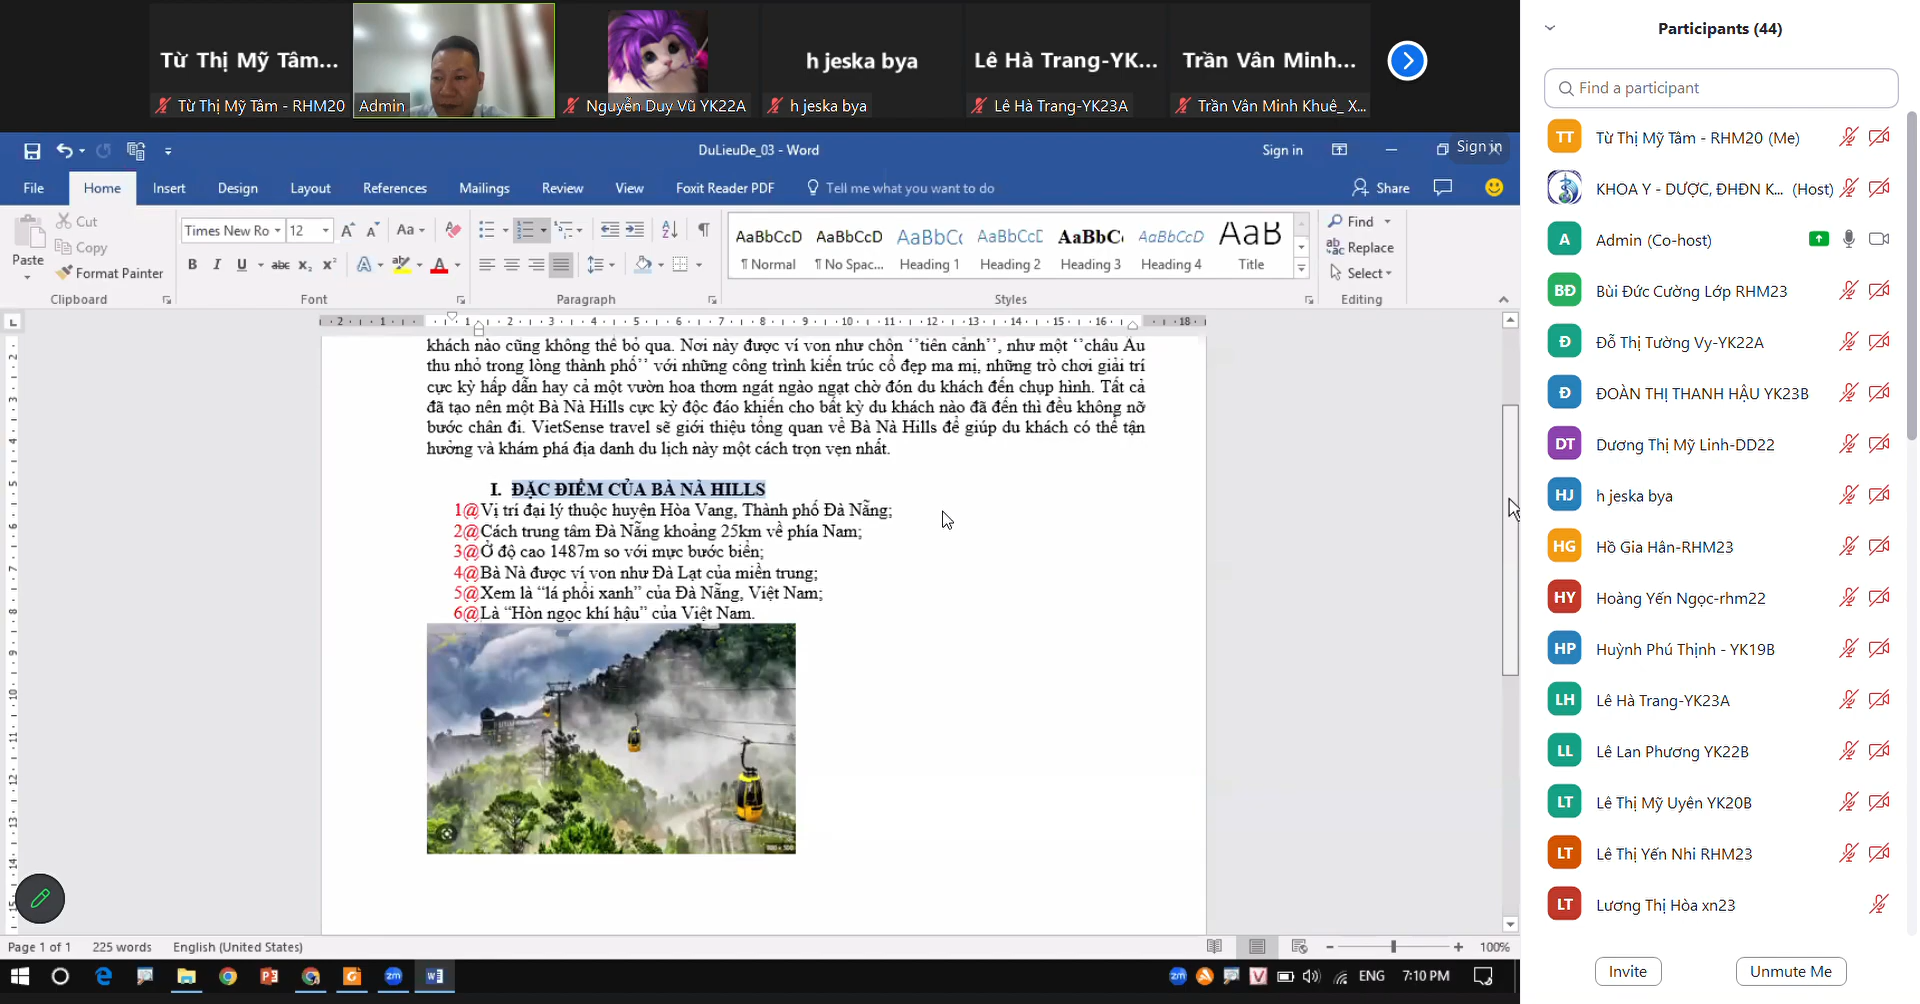 Từ Thị Mỹ Tâm...
Từ Thị Mỹ Tâm - RHM20
Admin
Nguyễn Duy Vũ YK22A
h jeska bya
h jeska bya
Lê Hà Trang-YK...
Lê Hà Trang-YK23A
Trần Vân Minh...
Trần Vân Minh Khuê_ X...
DuLieuDe_03 - Word
Sign in
Sign in
File
Home
Insert
Design
Layout
References
Mailings
Review
View
Foxit Reader PDF
Tell me what you want to do
Share
Paste
Cut
Copy
Format Painter
Clipboard
Times New Ro
12
Font
Paragraph
AaBbCcD
¶ Normal
AaBbCcD
¶ No Spac...
AaBbCc
Heading 1
AaBbCcD
Heading 2
AaBbC
Heading 3
AaBbCcD
Heading 4
AaB
Title
Styles
Find
Replace
Select
Editing
khách nào cũng không thể bỏ qua. Nơi này được ví von như chốn ‘’tiên cảnh’’, như một ‘’châu Âu
thu nhỏ trong lòng thành phố’’ với những công trình kiến trúc cổ đẹp ma mị, những trò chơi giải trí
cực kỳ hấp dẫn hay cả một vườn hoa thơm ngát ngào ngạt chờ đón du khách đến chụp hình. Tất cả
đã tạo nên một Bà Nà Hills cực kỳ độc đáo khiến cho bất kỳ du khách nào đã đến thì đều không nỡ
bước chân đi. VietSense travel sẽ giới thiệu tổng quan về Bà Nà Hills để giúp du khách có thể tận
hưởng và khám phá địa danh du lịch này một cách trọn vẹn nhất.
I. ĐẶC ĐIỂM CỦA BÀ NÀ HILLS
1@Vị trí đại lý thuộc huyện Hòa Vang, Thành phố Đà Nẵng;
2@Cách trung tâm Đà Nẵng khoảng 25km về phía Nam;
3@Ở độ cao 1487m so với mực bước biển;
4@Bà Nà được ví von như Đà Lạt của miền trung;
5@Xem là “lá phổi xanh” của Đà Nẵng, Việt Nam;
6@Là “Hòn ngọc khí hậu” của Việt Nam.
Page 1 of 1
225 words
English (United States)
100%
ENG
7:10 PM
Participants (44)
Find a participant
TT Từ Thị Mỹ Tâm - RHM20 (Me)
KHOA Y - DƯỢC, ĐHĐN K... (Host)
A Admin (Co-host)
BĐ Bùi Đức Cường Lớp RHM23
Đ Đỗ Thị Tường Vy-YK22A
Đ ĐOÀN THỊ THANH HẬU YK23B
DT Dương Thị Mỹ Linh-DD22
HJ h jeska bya
HG Hồ Gia Hân-RHM23
HY Hoàng Yến Ngọc-rhm22
HP Huỳnh Phú Thịnh - YK19B
LH Lê Hà Trang-YK23A
LL Lê Lan Phương YK22B
LT Lê Thị Mỹ Uyên YK20B
LT Lê Thị Yến Nhi RHM23
LT Lương Thị Hòa xn23
Invite
Unmute Me